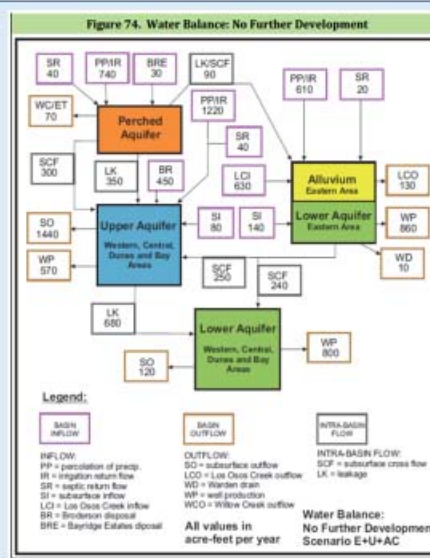 Figure 74. Water Balance: No Further Development
SR
40
PP/IR
740
BRE
30
LK/SCF
90
PP/IR
610
SR
20
WC/ET
70
Perched
Aquifer
PP/IR
1220
SR
40
SCF
300
LK
350
BR
450
LCI
630
Alluvium
Eastern Area
LCO
130
Lower Aquifer
Eastern Area
WP
860
SO
1440
Upper Aquifer
Western, Central,
Dunes and Bay
Areas
SI
80
SI
140
WP
570
WD
10
SCF
250
SCF
240
LK
680
Lower Aquifer
Western, Central,
Dunes and Bay
Areas
WP
800
SO
120
Legend:
BASIN
INFLOW
BASIN
OUTFLOW
INTRA-BASIN
FLOW
INFLOW:
PP = percolation of precip.
IR = irrigation return flow
SR = septic return flow
SI = subsurface inflow
LCI = Los Osos Creek inflow
BR = Broderson disposal
BRE = Bayridge Estates diposal
OUTFLOW:
SO = subsurface outflow
LCO = Los Osos Creek outflow
WD = Warden drain
WP = well production
WCO = Willow Creek outflow
INTRA-BASIN FLOW:
SCF = subsurface cross flow
LK = leakage
All values in
acre-feet per year
Water Balance:
No Further Development
Scenario E+U+AC